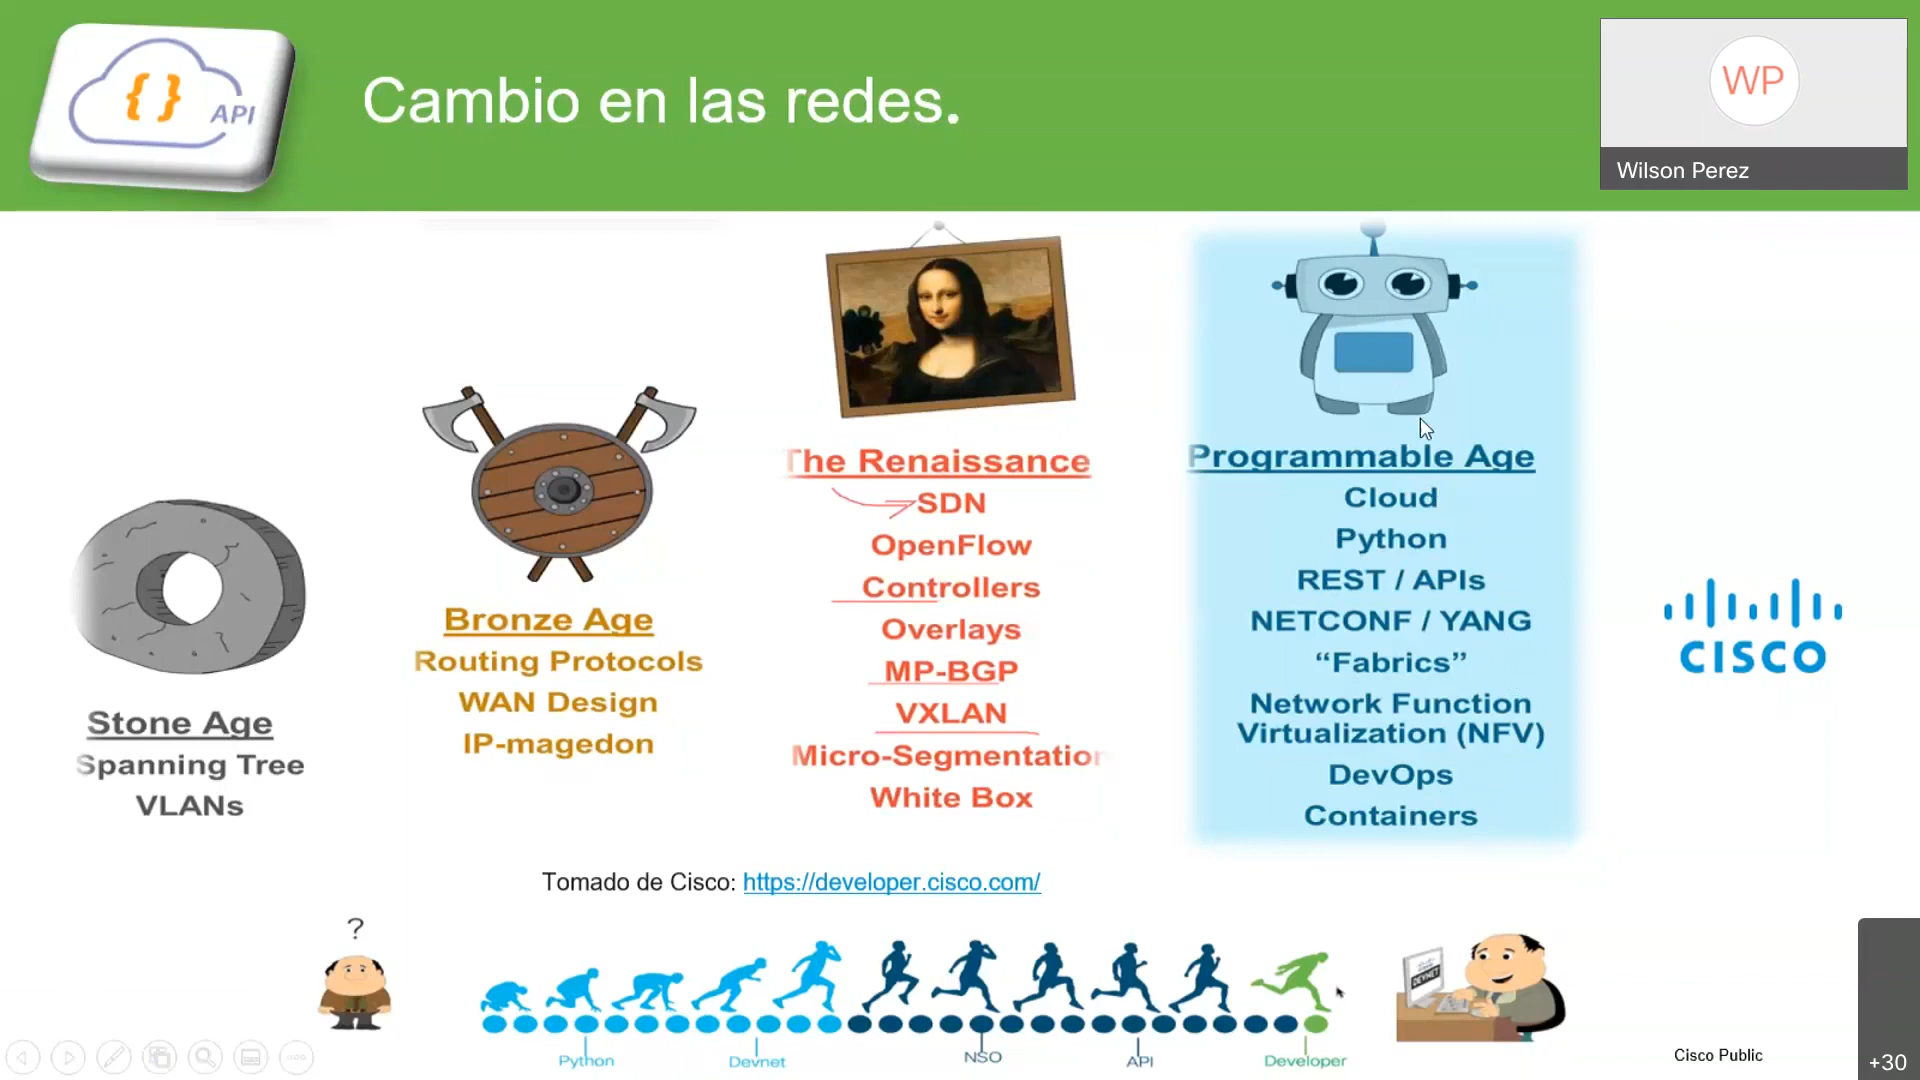 { } API
Cambio en las redes.
WP
Wilson Perez
Stone Age
Spanning Tree
VLANs
Bronze Age
Routing Protocols
WAN Design
IP-magedon
The Renaissance
SDN
OpenFlow
Controllers
Overlays
MP-BGP
VXLAN
Micro-Segmentation
White Box
Programmable Age
Cloud
Python
REST / APIs
NETCONF / YANG
“Fabrics”
Network Function
Virtualization (NFV)
DevOps
Containers
CISCO
Tomado de Cisco: https://developer.cisco.com/
?
DEVNET
Python
Devnet
NSO
API
Developer
Cisco Public
+30